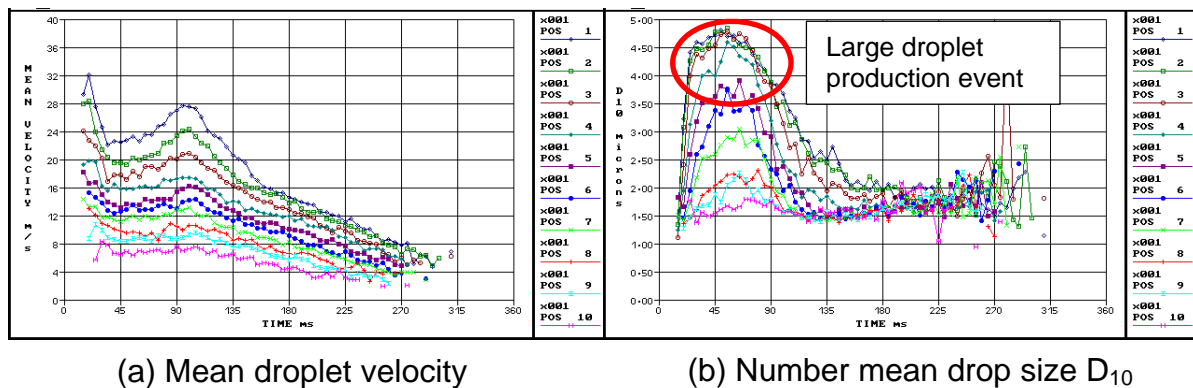 40
36
32
28
24
20
16
12
8
4
0
MEAN VELOCITY M/S
0 45 90 135 180 225 270 315 360
TIME ms
x001
POS 1
x001
POS 2
x001
POS 3
x001
POS 4
x001
POS 5
x001
POS 6
x001
POS 7
x001
POS 8
x001
POS 9
x001
POS 10
5·00
4·50
4·00
3·50
3·00
2·50
2·00
1·50
1·00
0·50
0·00
D10 microns
Large droplet
production event
0 45 90 135 180 225 270 315 360
TIME ms
x001
POS 1
x001
POS 2
x001
POS 3
x001
POS 4
x001
POS 5
x001
POS 6
x001
POS 7
x001
POS 8
x001
POS 9
x001
POS 10
(a) Mean droplet velocity
(b) Number mean drop size D₁₀